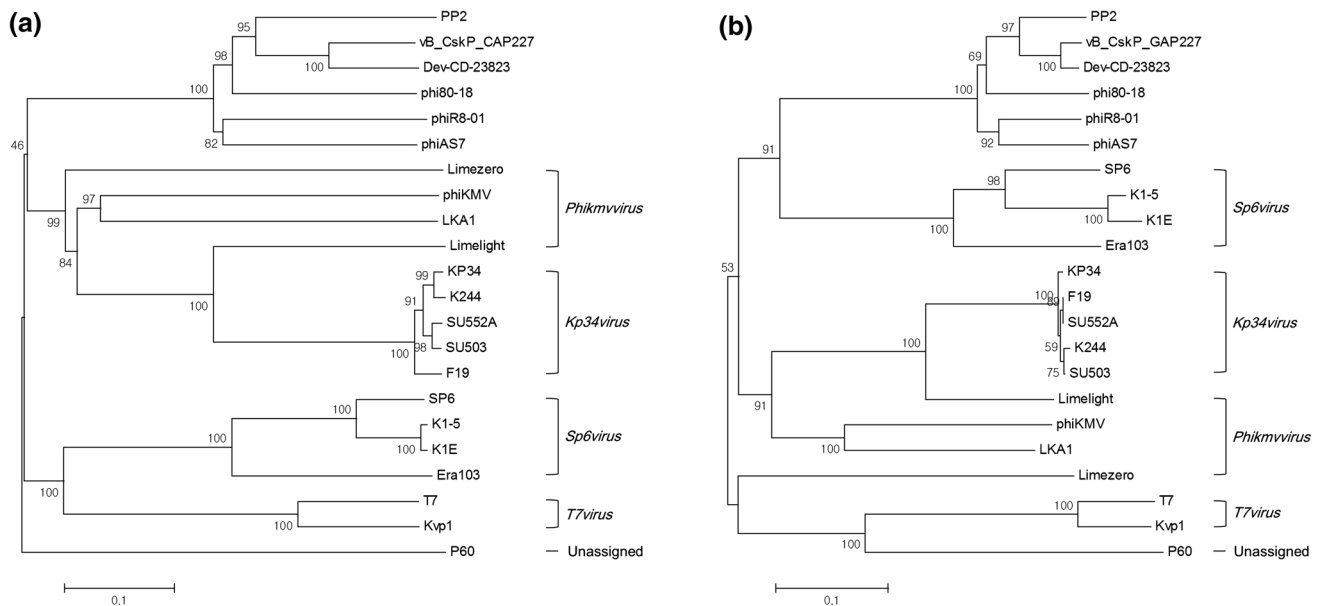 (a)
95
PP2
98
vB_CskP_CAP227
100
Dev-CD-23823
100
phi80-18
phiR8-01
82
phiAS7
46
Limezero
97
phiKMV
Phikmvvirus
99
LKA1
84
Limelight
99
KP34
100
K244
91
SU552A
Kp34virus
98
SU503
100
F19
100
SP6
100
K1-5
Sp6virus
100
K1E
Era103
100
T7
T7virus
100
Kvp1
P60
Unassigned
0,1
(b)
97
PP2
vB_CskP_GAP227
69
100
Dev-CD-23823
100
phi80-18
phiR8-01
92
phiAS7
91
SP6
98
K1-5
Sp6virus
100
K1E
100
Era103
53
KP34
100
F19
89
SU552A
Kp34virus
100
59
K244
75
SU503
Limelight
91
phiKMV
Phikmvvirus
100
LKA1
Limezero
100
T7
T7virus
Kvp1
100
P60
Unassigned
0,1